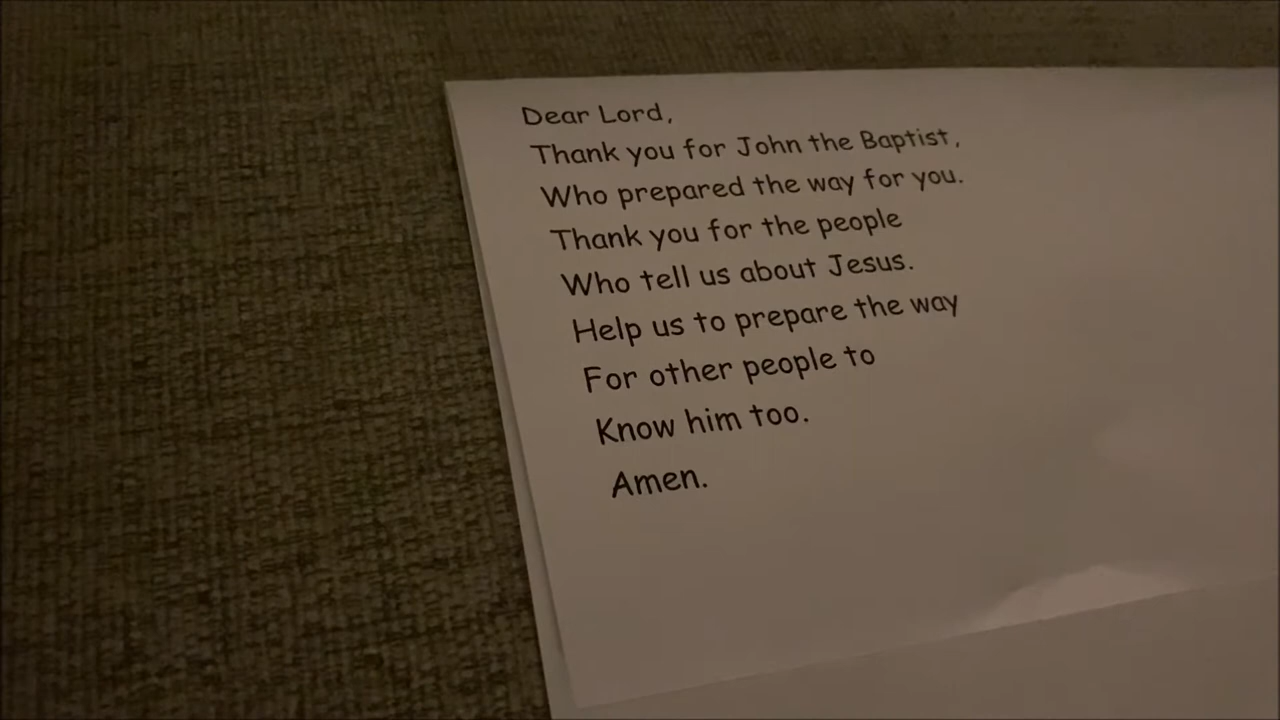 Dear Lord,
Thank you for John the Baptist,
Who prepared the way for you.
Thank you for the people
Who tell us about Jesus.
Help us to prepare the way
For other people to
Know him too.
Amen.